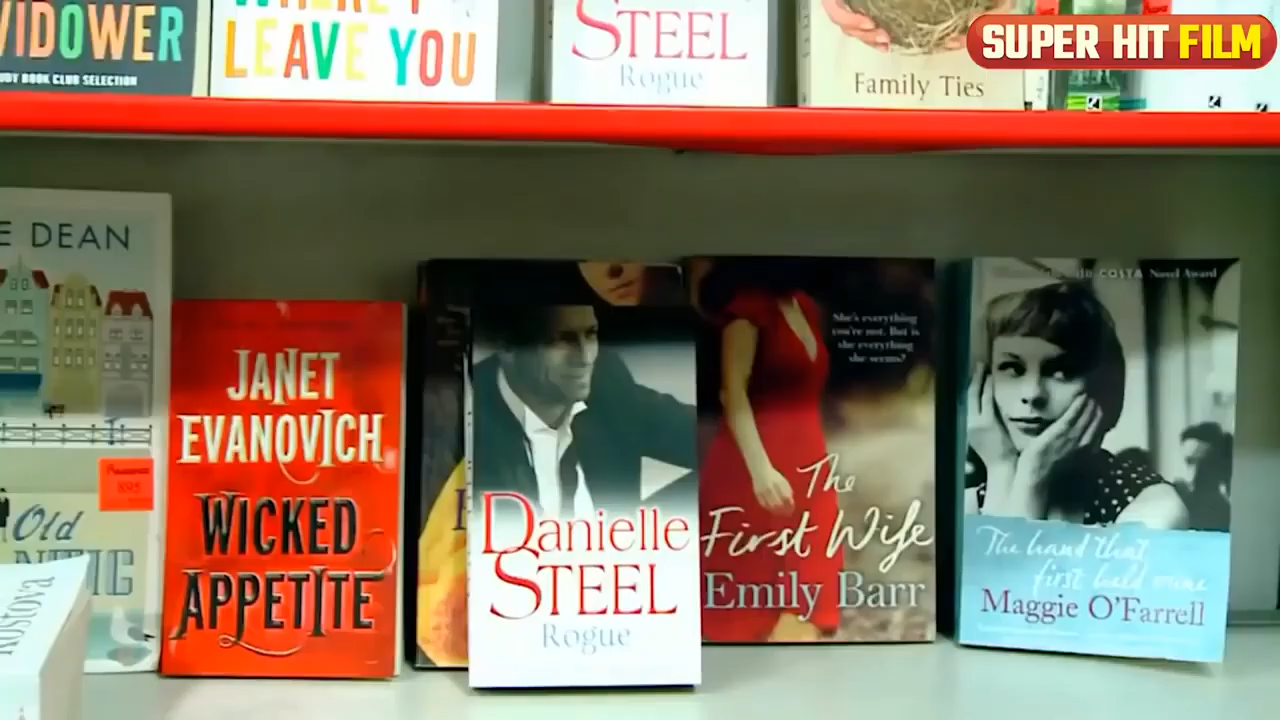 WIDOWER
BOOK CLUB SELECTION
LEAVE YOU
STEEL
Rogue
Family Ties
SUPER HIT FILM
E DEAN
Old
JANET
EVANOVICH
WICKED
APPETITE
Danielle
STEEL
Rogue
She's everything
you're not. But is
she everything
she seems?
The
First Wife
Emily Barr
COSTA Novel Award
The hand that
first held mine
Maggie O'Farrell
Kostova